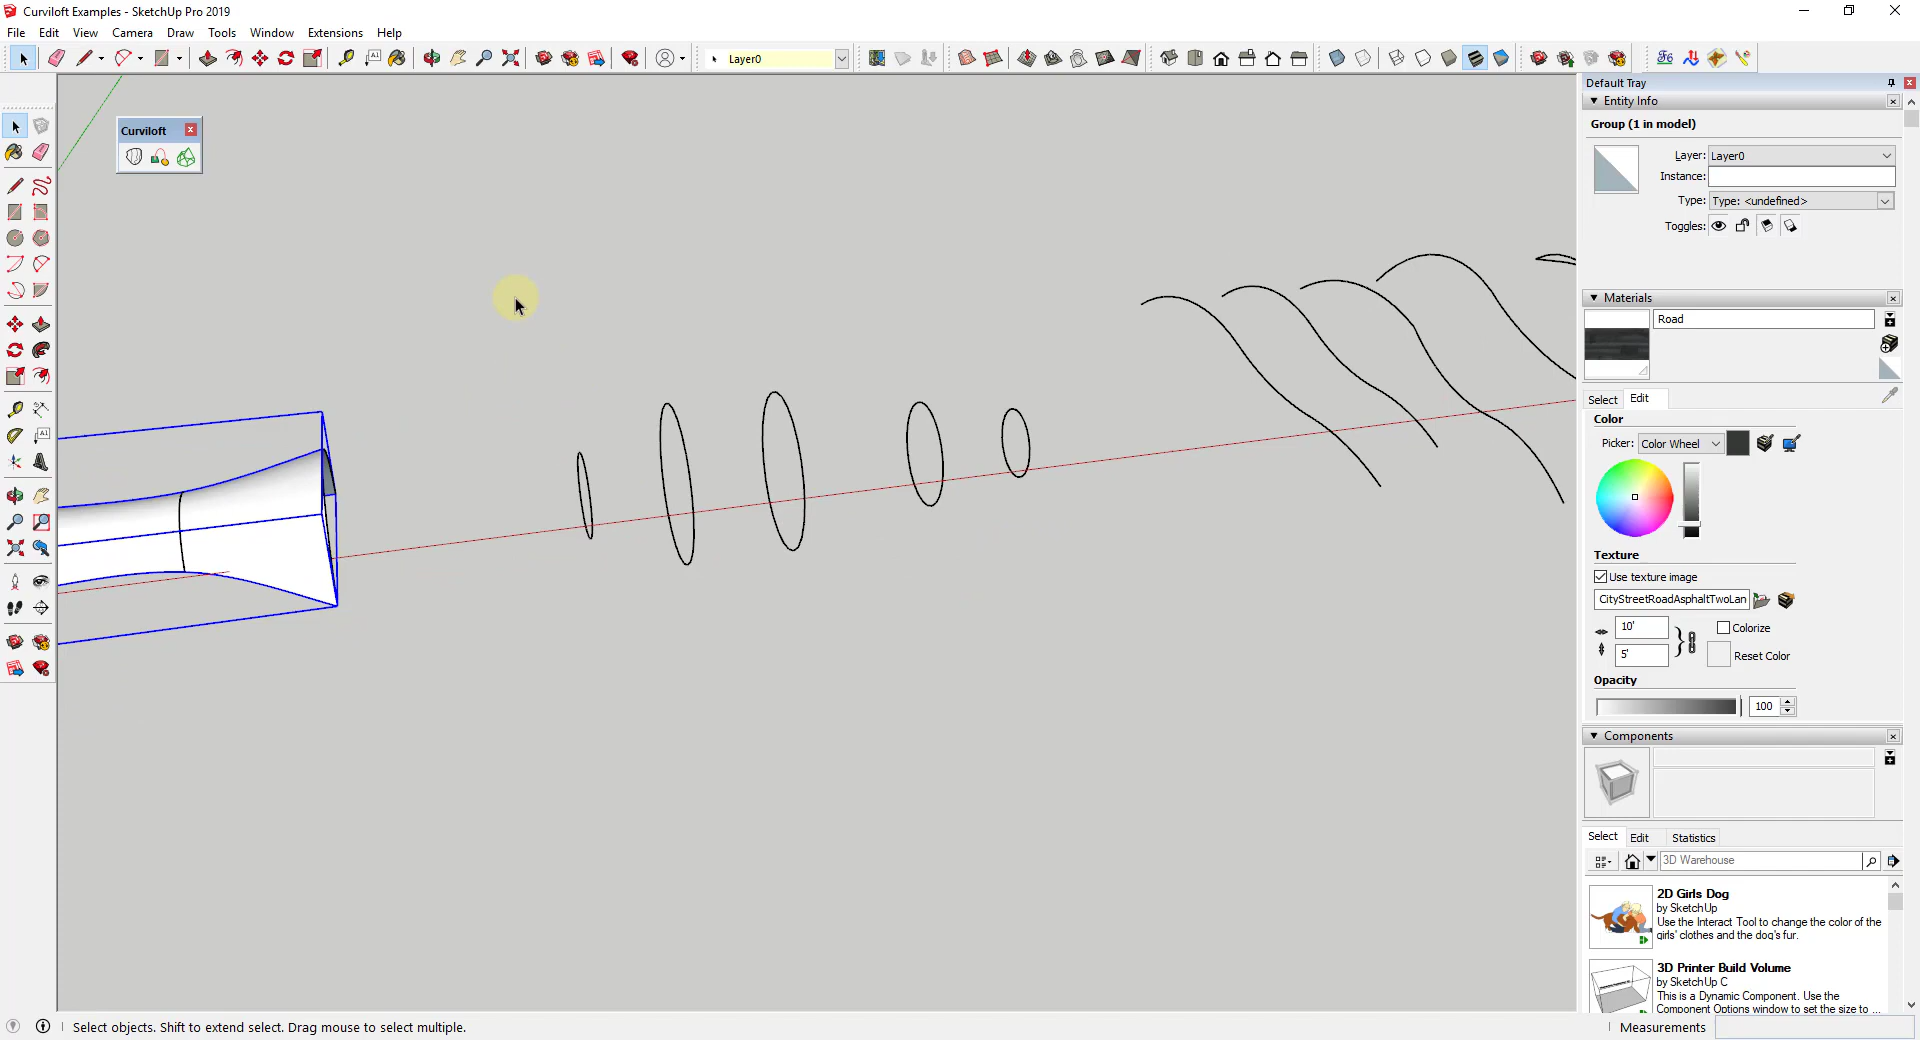 Curviloft Examples - SketchUp Pro 2019
File Edit View Camera Draw Tools Window Extensions Help
Layer0
Default Tray
Entity Info
Group (1 in model)
Layer: Layer0
Instance:
Type: Type: <undefined>
Toggles:
Curviloft
Materials
Road
Select Edit
Color
Picker: Color Wheel
Texture
Use texture image
CityStreetRoadAsphaltTwoLan
10'
Colorize
5'
Reset Color
Opacity
100
Components
Select Edit Statistics
3D Warehouse
2D Girls Dog
by SketchUp
Use the Interact Tool to change the color of the
girls' clothes and the dog's fur.
3D Printer Build Volume
by SketchUp C
This is a Dynamic Component. Use the
Component Options window to set the size to ...
Select objects. Shift to extend select. Drag mouse to select multiple.
Measurements